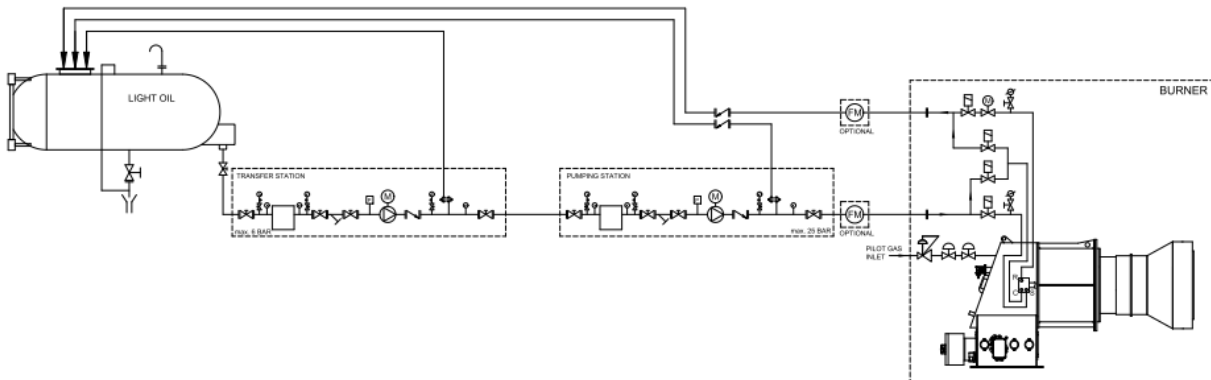 LIGHT OIL
BURNER
M
FM
OPTIONAL
TRANSFER STATION
M
max. 6 BAR
PUMPING STATION
M
max. 25 BAR
FM
OPTIONAL
PILOT GAS
INLET
R